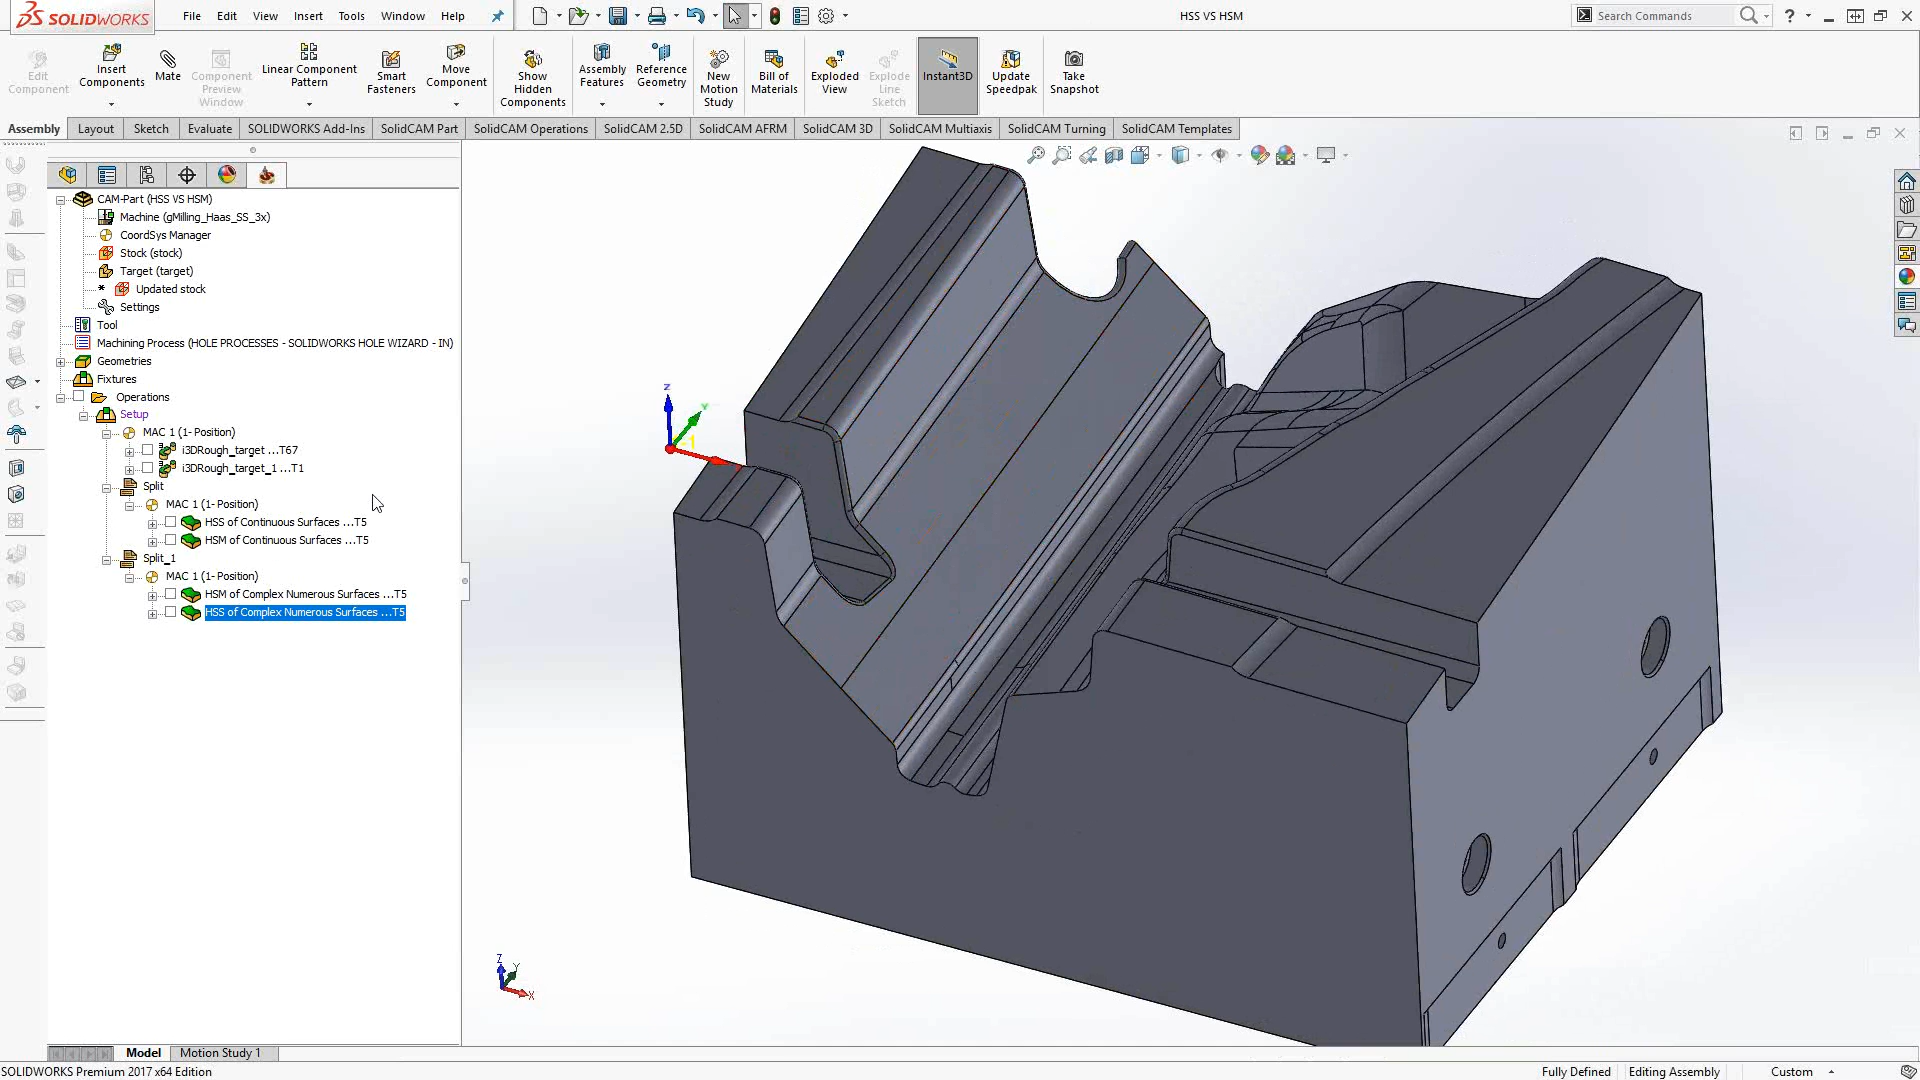 SOLIDWORKS
File Edit View Insert Tools Window Help
HSS VS HSM
Search Commands
Edit Component
Insert Components
Mate
Component Preview Window
Linear Component Pattern
Smart Fasteners
Move Component
Show Hidden Components
Assembly Features
Reference Geometry
New Motion Study
Bill of Materials
Exploded View
Explode Line Sketch
Instant3D
Update Speedpak
Take Snapshot
Assembly Layout Sketch Evaluate SOLIDWORKS Add-Ins SolidCAM Part SolidCAM Operations SolidCAM 2.5D SolidCAM AFRM SolidCAM 3D SolidCAM Multiaxis SolidCAM Turning SolidCAM Templates
CAM-Part (HSS VS HSM)
Machine (gMilling_Haas_SS_3x)
CoordSys Manager
Stock (stock)
Target (target)
* Updated stock
Settings
Tool
Machining Process (HOLE PROCESSES - SOLIDWORKS HOLE WIZARD - IN)
Geometries
Fixtures
Operations
Setup
MAC 1 (1- Position)
i3DRough_target ...T67
i3DRough_target_1 ...T1
Split
MAC 1 (1- Position)
HSS of Continuous Surfaces ...T5
HSM of Continuous Surfaces ...T5
Split_1
MAC 1 (1- Position)
HSM of Complex Numerous Surfaces ...T5
HSS of Complex Numerous Surfaces ...T5
Z
Y
Z
Y
X
Model Motion Study 1
SOLIDWORKS Premium 2017 x64 Edition
Fully Defined Editing Assembly Custom